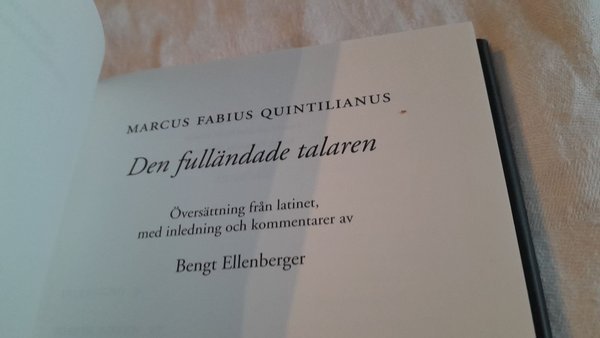 MARCUS FABIUS QUINTILIANUS
Den fulländade talaren
Översättning från latinet,
med inledning och kommentarer av
Bengt Ellenberger